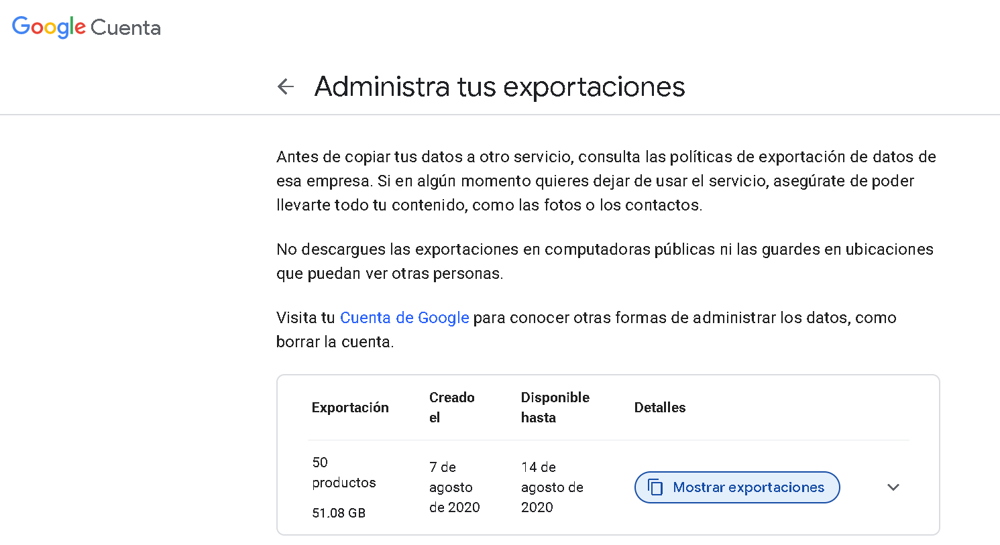 Google Cuenta
Administra tus exportaciones
Antes de copiar tus datos a otro servicio, consulta las políticas de exportación de datos de
esa empresa. Si en algún momento quieres dejar de usar el servicio, asegúrate de poder
llevarte todo tu contenido, como las fotos o los contactos.
No descargues las exportaciones en computadoras públicas ni las guardes en ubicaciones
que puedan ver otras personas.
Visita tu Cuenta de Google para conocer otras formas de administrar los datos, como
borrar la cuenta.
Exportación
Creado
el
Disponible
hasta
Detalles
50
productos
51.08 GB
7 de
agosto
de 2020
14 de
agosto de
2020
Mostrar exportaciones